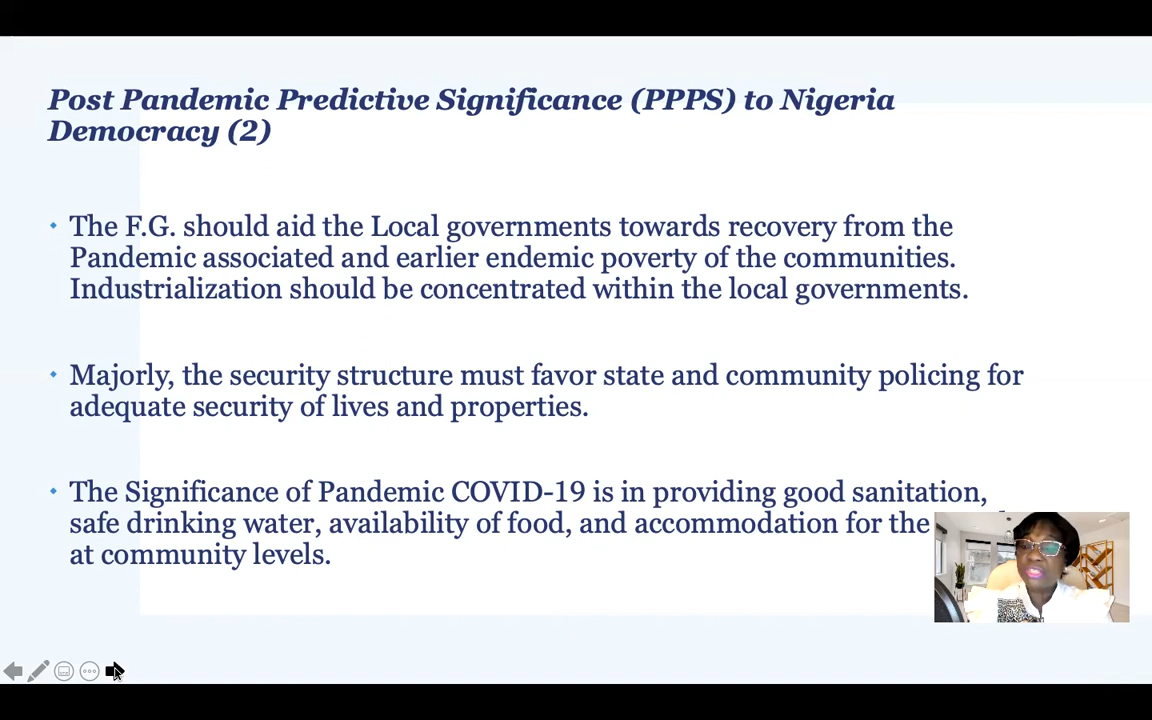 Post Pandemic Predictive Significance (PPPS) to Nigeria
Democracy (2)
The F.G. should aid the Local governments towards recovery from the
Pandemic associated and earlier endemic poverty of the communities.
Industrialization should be concentrated within the local governments.
Majorly, the security structure must favor state and community policing for
adequate security of lives and properties.
The Significance of Pandemic COVID-19 is in providing good sanitation,
safe drinking water, availability of food, and accommodation for the
at community levels.